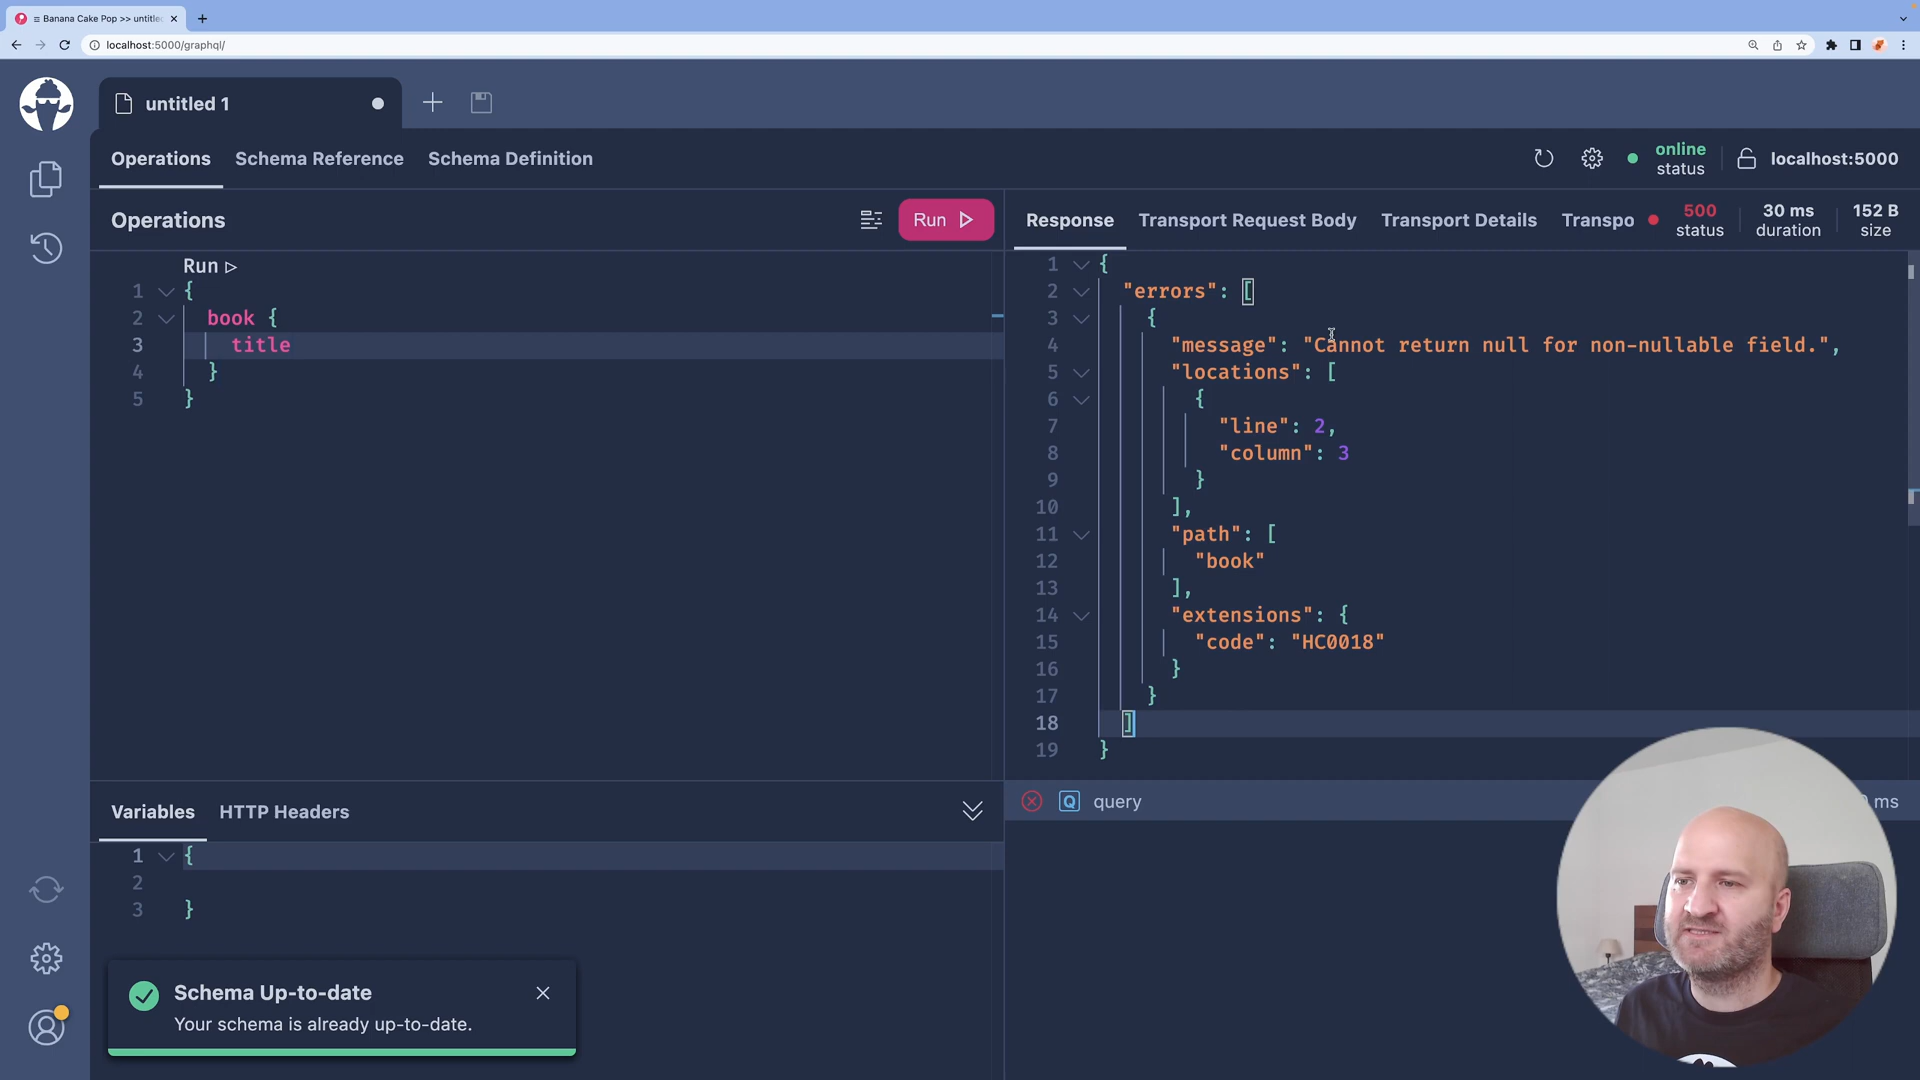 Banana Cake Pop >> untitle
localhost:5000/graphql/
untitled 1
Operations
Schema Reference
Schema Definition
online
status
localhost:5000
Operations
Run
Response
Transport Request Body
Transport Details
Transpo
500
status
30 ms
duration
152 B
size
Run
1 {
2 book {
3 title
4 }
5 }
1 {
2 "errors": [
3 {
4 "message": "Cannot return null for non-nullable field.",
5 "locations": [
6 {
7 "line": 2,
8 "column": 3
9 }
10 ],
11 "path": [
12 "book"
13 ],
14 "extensions": {
15 "code": "HC0018"
16 }
17 }
18 ]
19 }
Variables
HTTP Headers
1 {
2
3 }
Q query
ms
Schema Up-to-date
Your schema is already up-to-date.